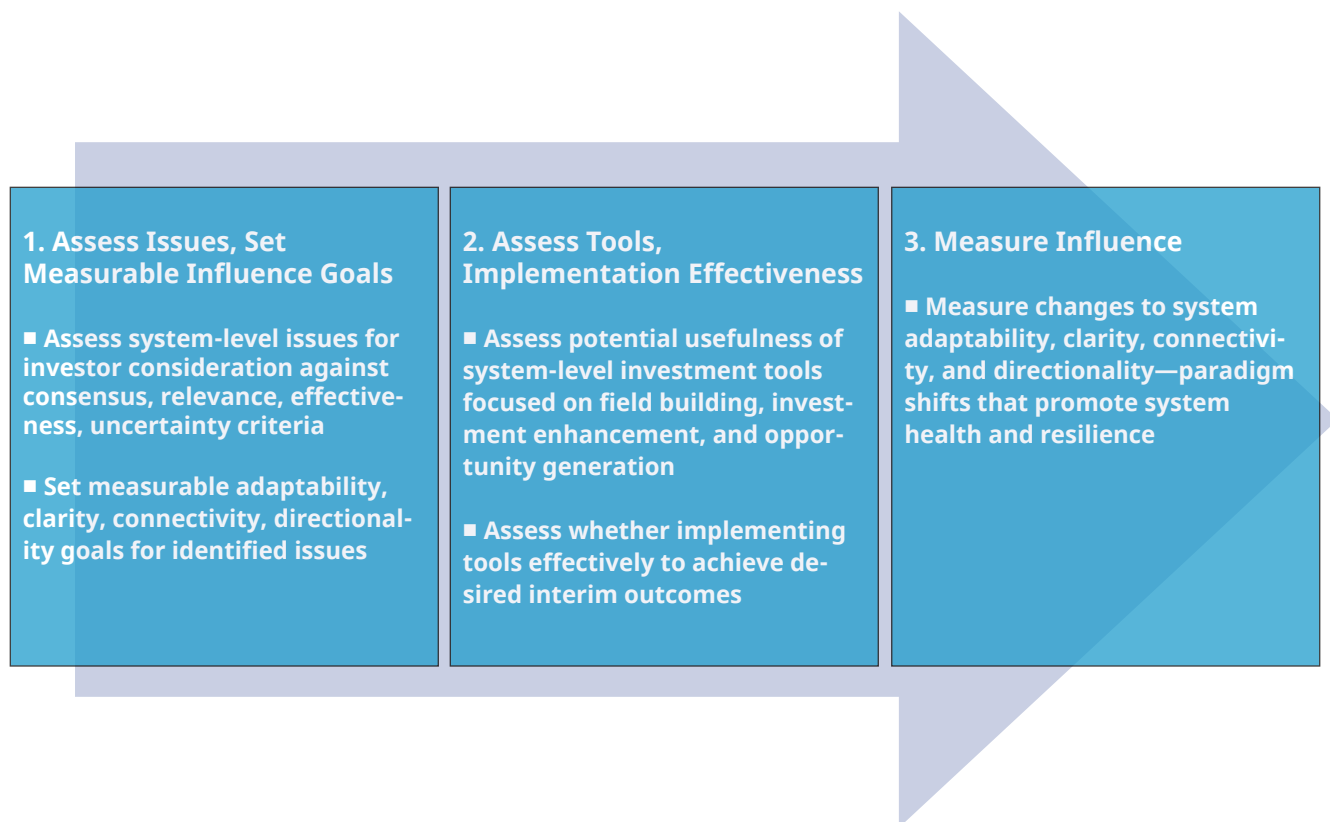 1. Assess Issues, Set
Measurable Influence Goals
■ Assess system-level issues for
investor consideration against
consensus, relevance, effective-
ness, uncertainty criteria
■ Set measurable adaptability,
clarity, connectivity, directional-
ity goals for identified issues
2. Assess Tools,
Implementation Effectiveness
■ Assess potential usefulness of
system-level investment tools
focused on field building, invest-
ment enhancement, and oppor-
tunity generation
■ Assess whether implementing
tools effectively to achieve de-
sired interim outcomes
3. Measure Influence
■ Measure changes to system
adaptability, clarity, connectivi-
ty, and directionality—paradigm
shifts that promote system
health and resilience